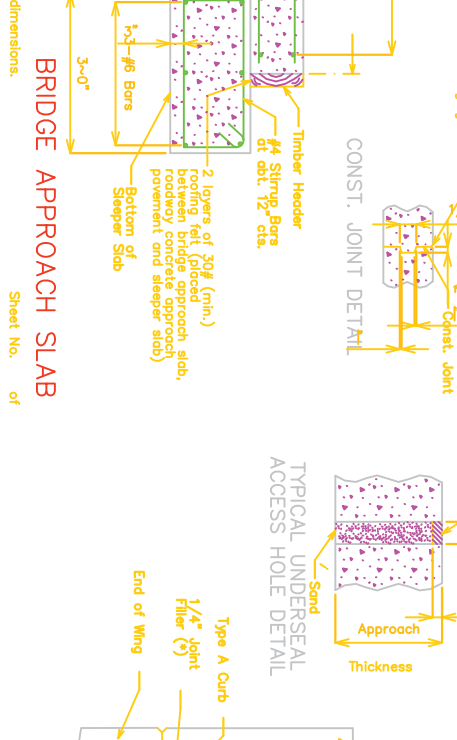 dimensions.
BRIDGE APPROACH SLAB
Sheet No. of
3~0"
3~#6 Bars
Timber Header
#4 Stirrup Bars
at abt. 12" cts.
2 layers of 30# (min.)
roofing felt (placed
between bridge approach slab,
roadway concrete approach
pavement and sleeper slab)
Bottom of
Sleeper Slab
CONST. JOINT DETAIL
Const. Joint
TYPICAL UNDERSEAL
ACCESS HOLE DETAIL
Sand
Approach
Thickness
Type A Curb
1/4" Joint
Filler (*)
End of Wing